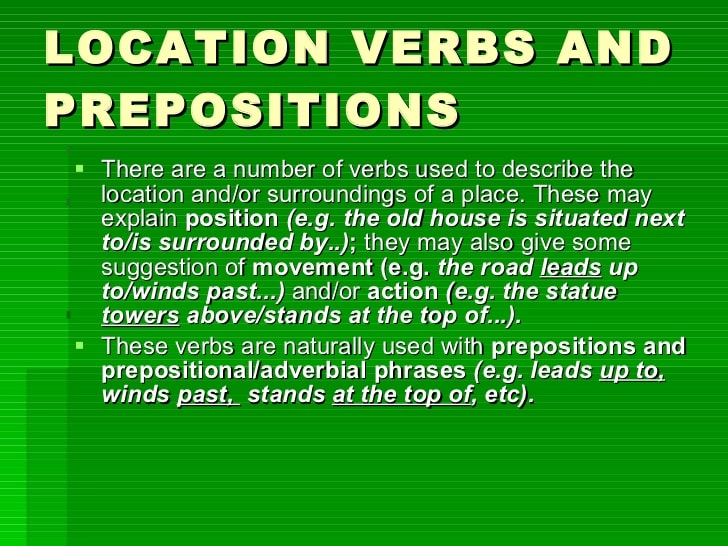 LOCATION VERBS AND
PREPOSITIONS
There are a number of verbs used to describe the
location and/or surroundings of a place. These may
explain position (e.g. the old house is situated next
to/is surrounded by..); they may also give some
suggestion of movement (e.g. the road leads up
to/winds past...) and/or action (e.g. the statue
towers above/stands at the top of...).
These verbs are naturally used with prepositions and
prepositional/adverbial phrases (e.g. leads up to,
winds past,  stands at the top of, etc).